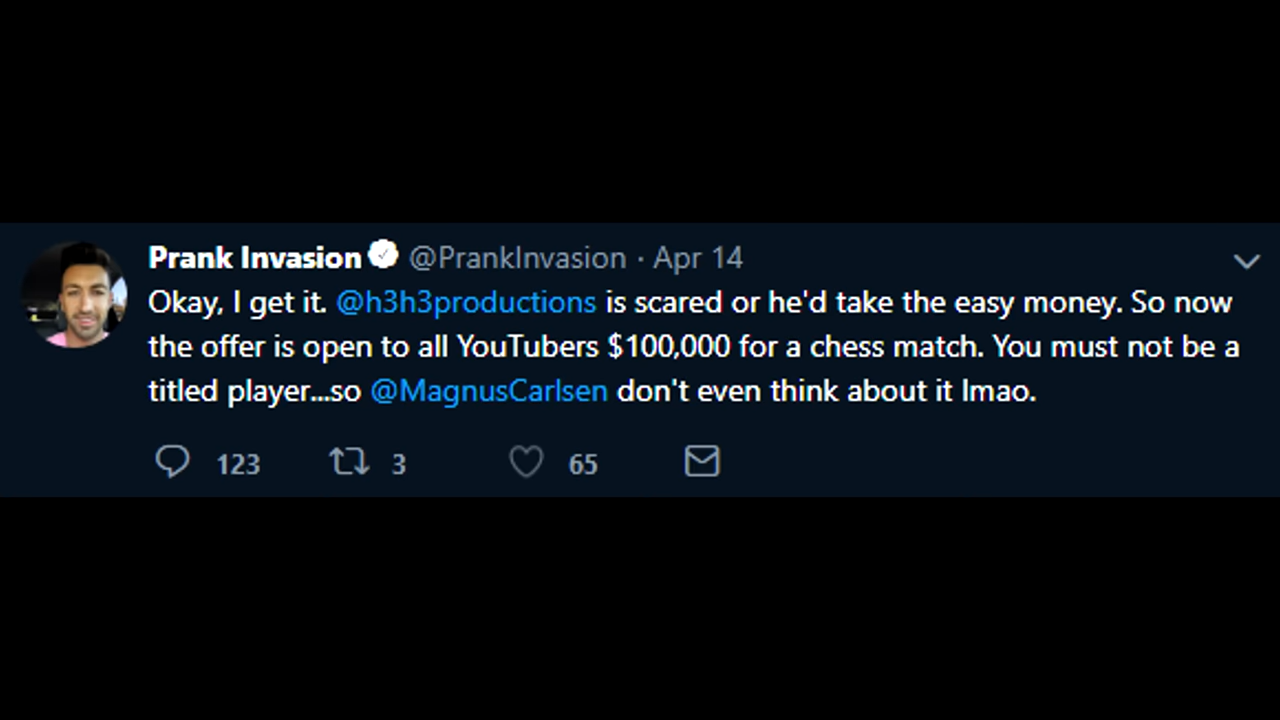 Prank Invasion @PrankInvasion · Apr 14
Okay, I get it. @h3h3productions is scared or he'd take the easy money. So now
the offer is open to all YouTubers $100,000 for a chess match. You must not be a
titled player...so @MagnusCarlsen don't even think about it lmao.
123 3 65